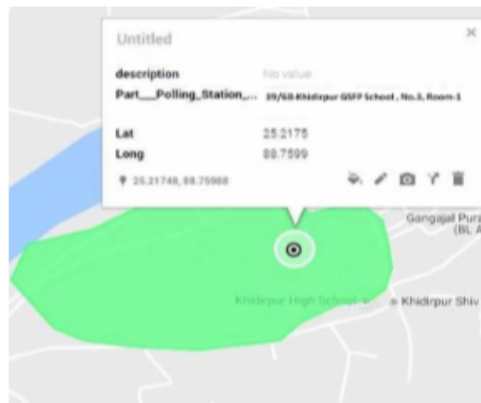 Untitled
description No value
Part__Polling_Station_... 39/68-Khidirpur GSFP School , No.3, Room-1
Lat 25.2175
Long 88.7599
25.21748, 88.75988
Gangajal Pura
(BL A
Khidirpur High School
Khidirpur Shiv